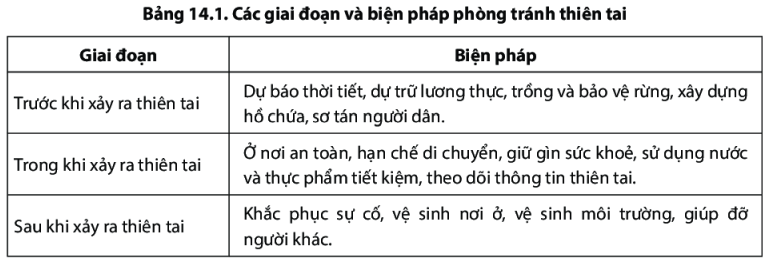 Bảng 14.1. Các giai đoạn và biện pháp phòng tránh thiên tai
Giai đoạn
Biện pháp
Trước khi xảy ra thiên tai
Dự báo thời tiết, dự trữ lương thực, trồng và bảo vệ rừng, xây dựng
hồ chứa, sơ tán người dân.
Trong khi xảy ra thiên tai
Ở nơi an toàn, hạn chế di chuyển, giữ gìn sức khoẻ, sử dụng nước
và thực phẩm tiết kiệm, theo dõi thông tin thiên tai.
Sau khi xảy ra thiên tai
Khắc phục sự cố, vệ sinh nơi ở, vệ sinh môi trường, giúp đỡ
người khác.